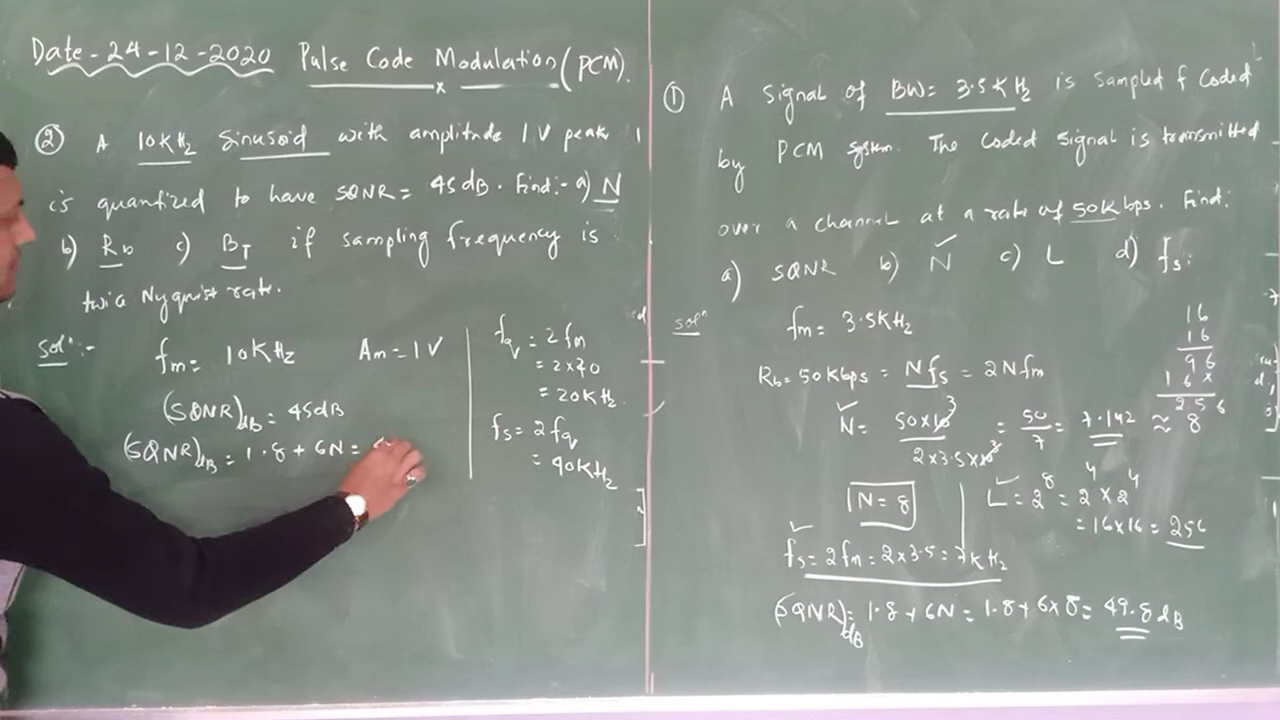 Date-24-12-2020 Pulse Code Modulation (PCM).
② A 10KHz sinusoid with amplitude 1V peak
is quantized to have SQNR = 45dB. Find:- a) N
b) Rb c) BT if sampling frequency is
twice Nyquist rate.
Solⁿ:- fm = 10KHz Am = 1V
(SQNR)dB = 45dB
(SQNR)dB = 1.8 + 6N =
fq = 2fm
= 2×20
= 20KHz
fs = 2fq
= 40KHz
① A Signal of BW = 3.5KHz is Sampled f Coded
by PCM system. The Coded Signal is transmitted
over a channel at a rate of 50Kbps. Find:
a) SQNR b) N c) L d) fs.
solⁿ fm = 3.5KHz
Rb = 50Kbps = Nfs = 2Nfm
N = 50×10³ / 2×3.5×10³ = 50/7 = 7.142 ≈ 8
16
16
96
16×
256
N = 8
L = 2⁸ = 2⁴ × 2⁴
= 16×16 = 256
fs = 2fm = 2×3.5 = 7KHz
(SQNR)dB = 1.8 + 6N = 1.8 + 6×8 = 49.8dB